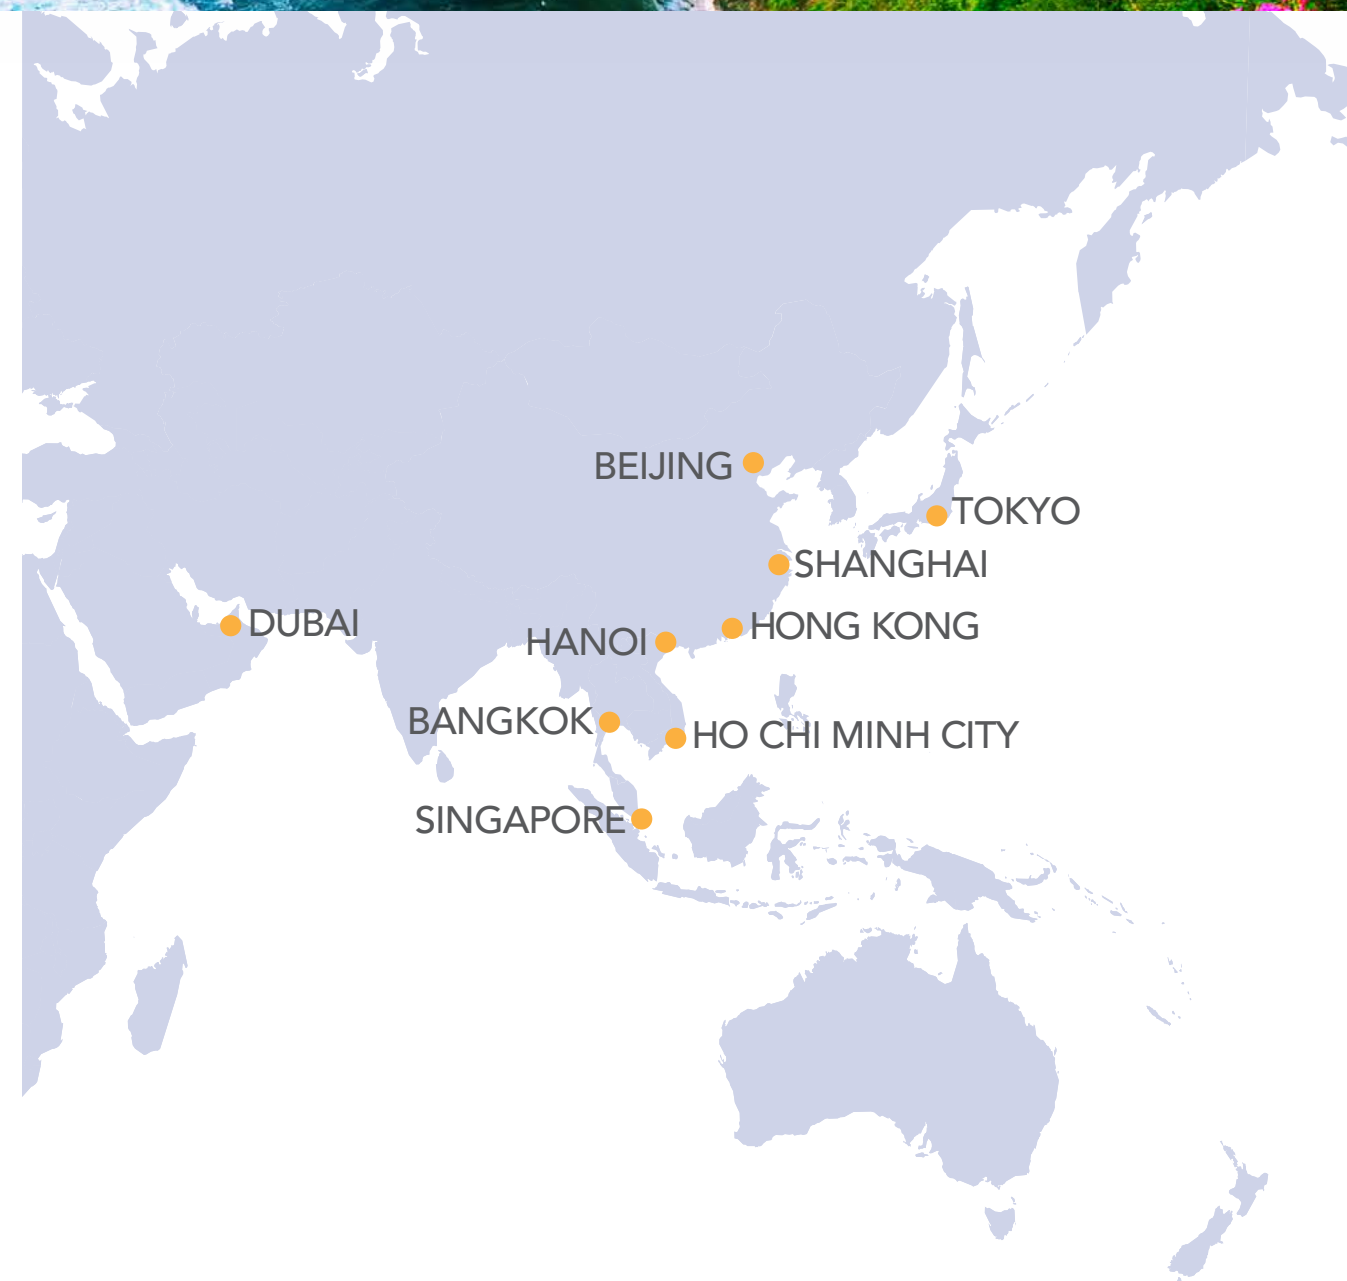 BEIJING
TOKYO
SHANGHAI
DUBAI
HONG KONG
HANOI
BANGKOK
HO CHI MINH CITY
SINGAPORE